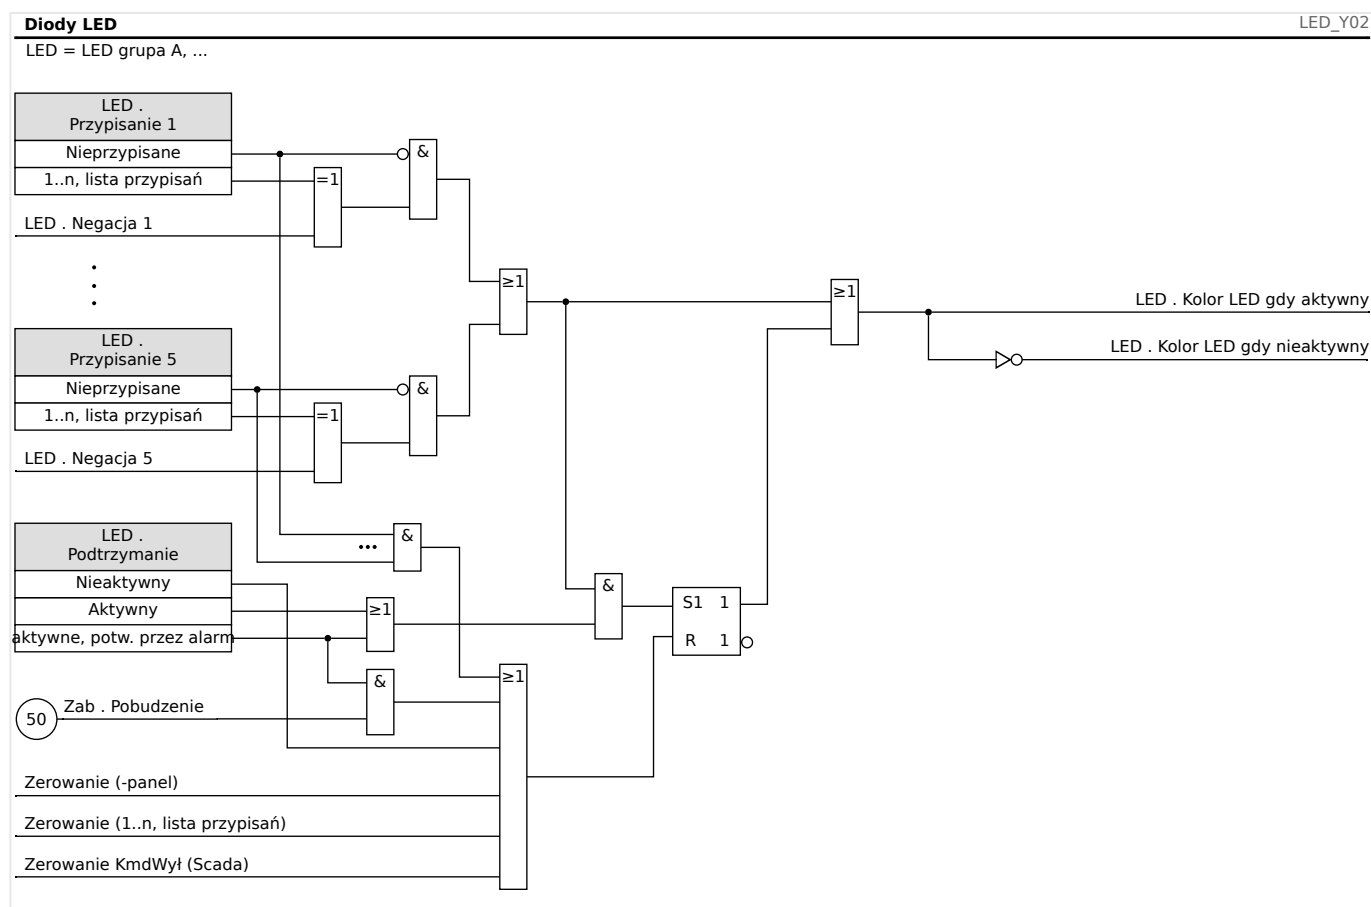 Diody LED
LED_Y02
LED = LED grupa A, ...
LED .
Przypisanie 1
Nieprzypisane
1..n, lista przypisań
LED . Negacja 1
=1
&
≥1
≥1
LED . Kolor LED gdy aktywny
LED . Kolor LED gdy nieaktywny
LED .
Przypisanie 5
Nieprzypisane
1..n, lista przypisań
LED . Negacja 5
=1
&
LED .
Podtrzymanie
Nieaktywny
Aktywny
aktywne, potw. przez alarm
&
≥1
&
S1 1
R 1
&
≥1
50
Zab . Pobudzenie
Zerowanie (-panel)
Zerowanie (1..n, lista przypisań)
Zerowanie KmdWył (Scada)